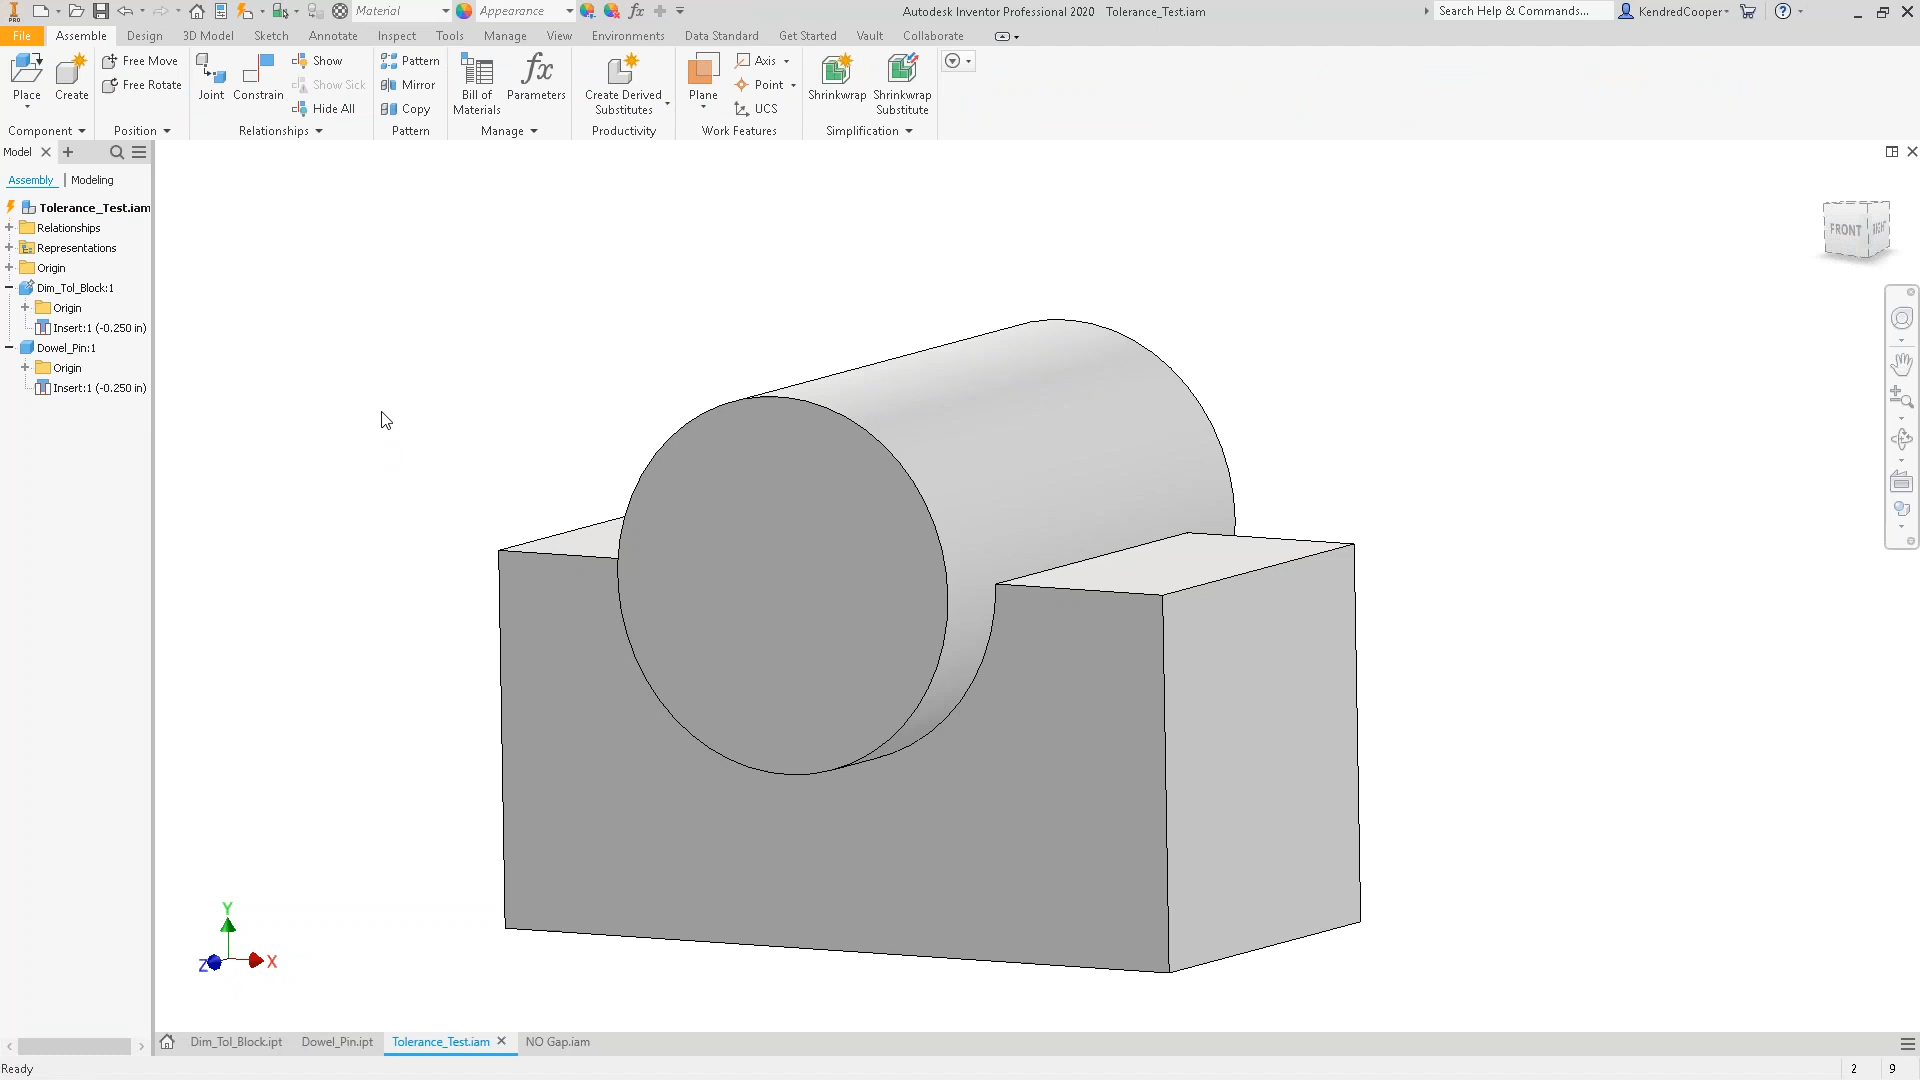 PRO
Material
Appearance
fx
Autodesk Inventor Professional 2020 Tolerance_Test.iam
Search Help & Commands...
KendredCooper
File
Assemble
Design
3D Model
Sketch
Annotate
Inspect
Tools
Manage
View
Environments
Data Standard
Get Started
Vault
Collaborate
Place
Create
Free Move
Free Rotate
Joint
Constrain
Show
Show Sick
Hide All
Pattern
Mirror
Copy
Bill of
Materials
fx
Parameters
Create Derived
Substitutes
Plane
Axis
Point
UCS
Shrinkwrap
Shrinkwrap
Substitute
Component
Position
Relationships
Pattern
Manage
Productivity
Work Features
Simplification
Model
Assembly | Modeling
Tolerance_Test.iam
Relationships
Representations
Origin
Dim_Tol_Block:1
Origin
Insert:1 (-0.250 in)
Dowel_Pin:1
Origin
Insert:1 (-0.250 in)
FRONT
RIGHT
Y
Z
X
Dim_Tol_Block.ipt
Dowel_Pin.ipt
Tolerance_Test.iam
NO Gap.iam
Ready
2
9